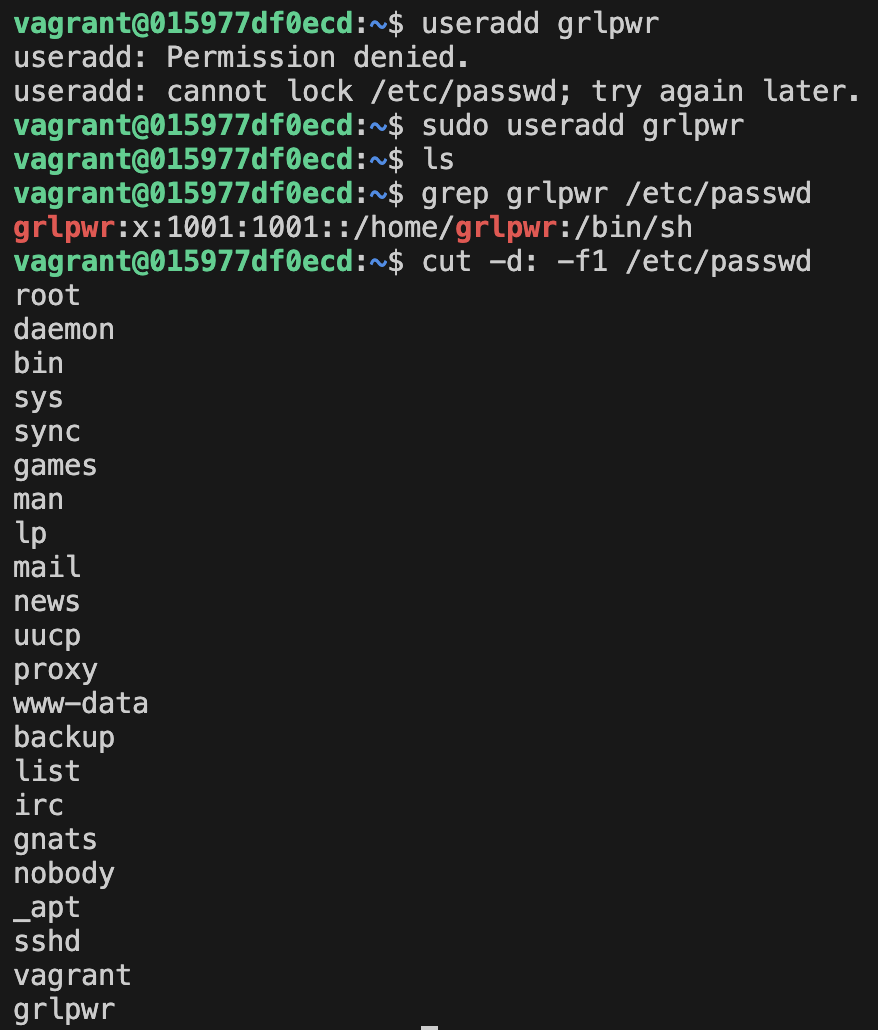 vagrant@015977df0ecd:~$ useradd grlpwr
useradd: Permission denied.
useradd: cannot lock /etc/passwd; try again later.
vagrant@015977df0ecd:~$ sudo useradd grlpwr
vagrant@015977df0ecd:~$ ls
vagrant@015977df0ecd:~$ grep grlpwr /etc/passwd
grlpwr:x:1001:1001::/home/grlpwr:/bin/sh
vagrant@015977df0ecd:~$ cut -d: -f1 /etc/passwd
root
daemon
bin
sys
sync
games
man
lp
mail
news
uucp
proxy
www-data
backup
list
irc
gnats
nobody
_apt
sshd
vagrant
grlpwr